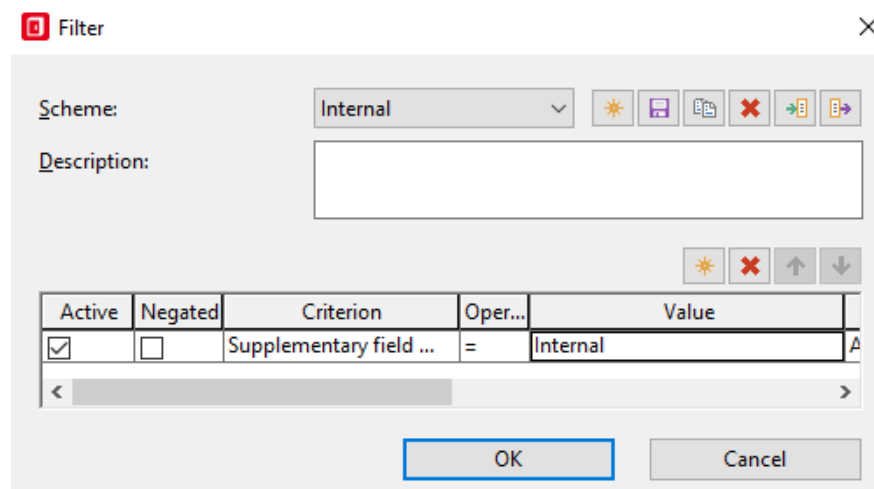 Filter
Scheme: Internal
Description:
Active Negated Criterion Oper... Value
Supplementary field ... = Internal A
OK Cancel